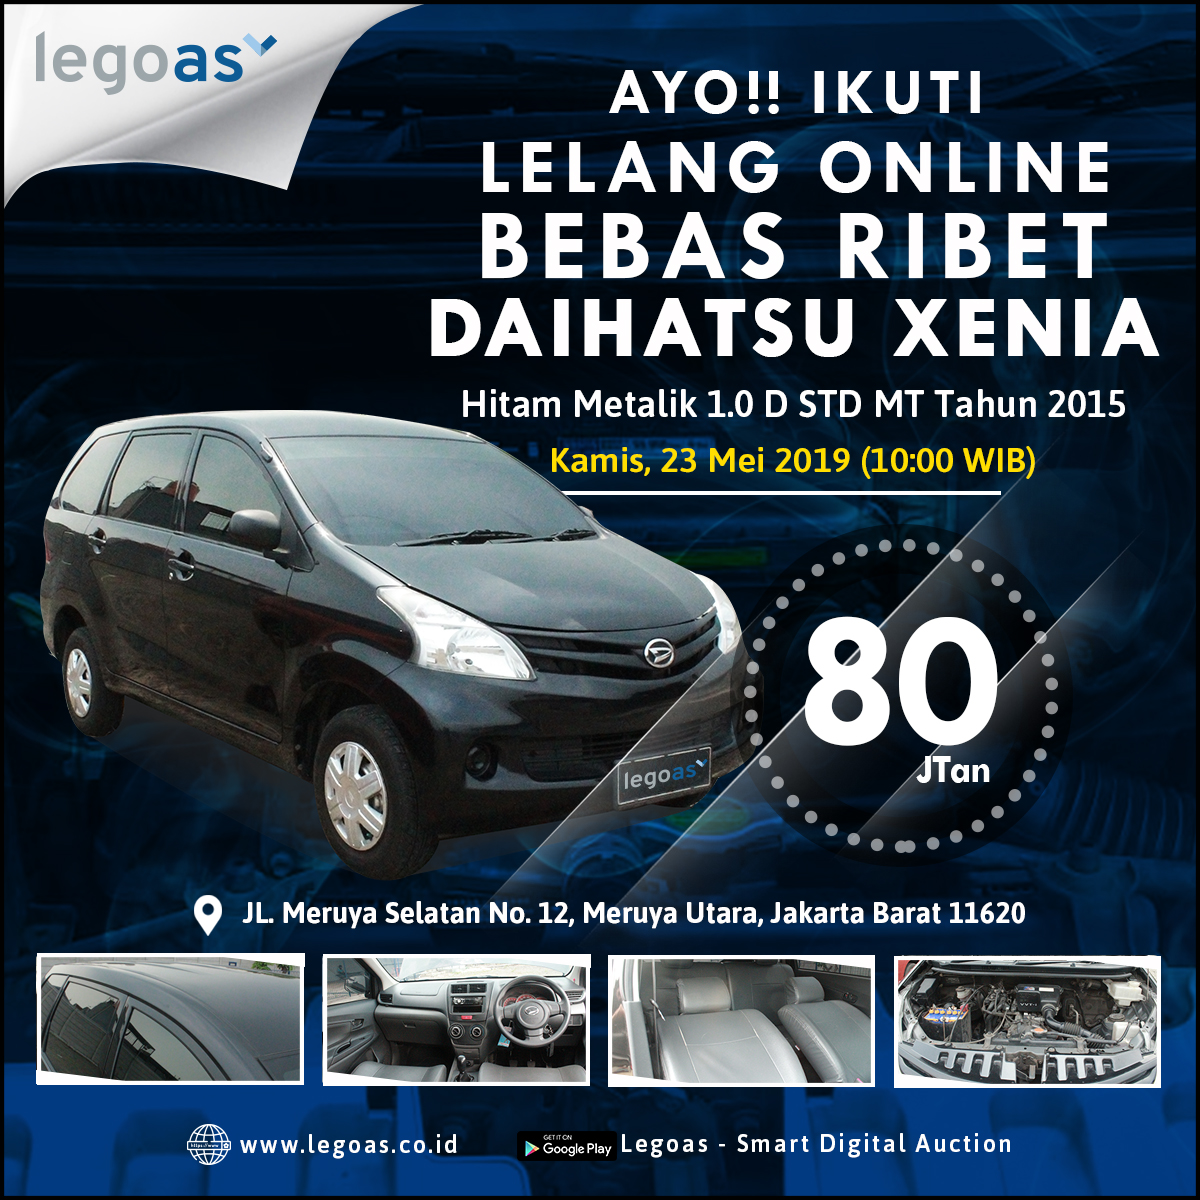 legoas
AYO!! IKUTI
LELANG ONLINE
BEBAS RIBET
DAIHATSU XENIA
Hitam Metalik 1.0 D STD MT Tahun 2015
Kamis, 23 Mei 2019 (10:00 WIB)
80
JTan
legoas
JL. Meruya Selatan No. 12, Meruya Utara, Jakarta Barat 11620
www.legoas.co.id
GET IT ON
Google Play
Legoas - Smart Digital Auction